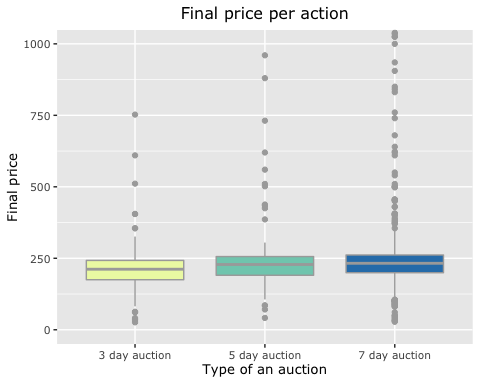 Final price per action
Final price
1000
750
500
250
0
3 day auction
5 day auction
7 day auction
Type of an auction